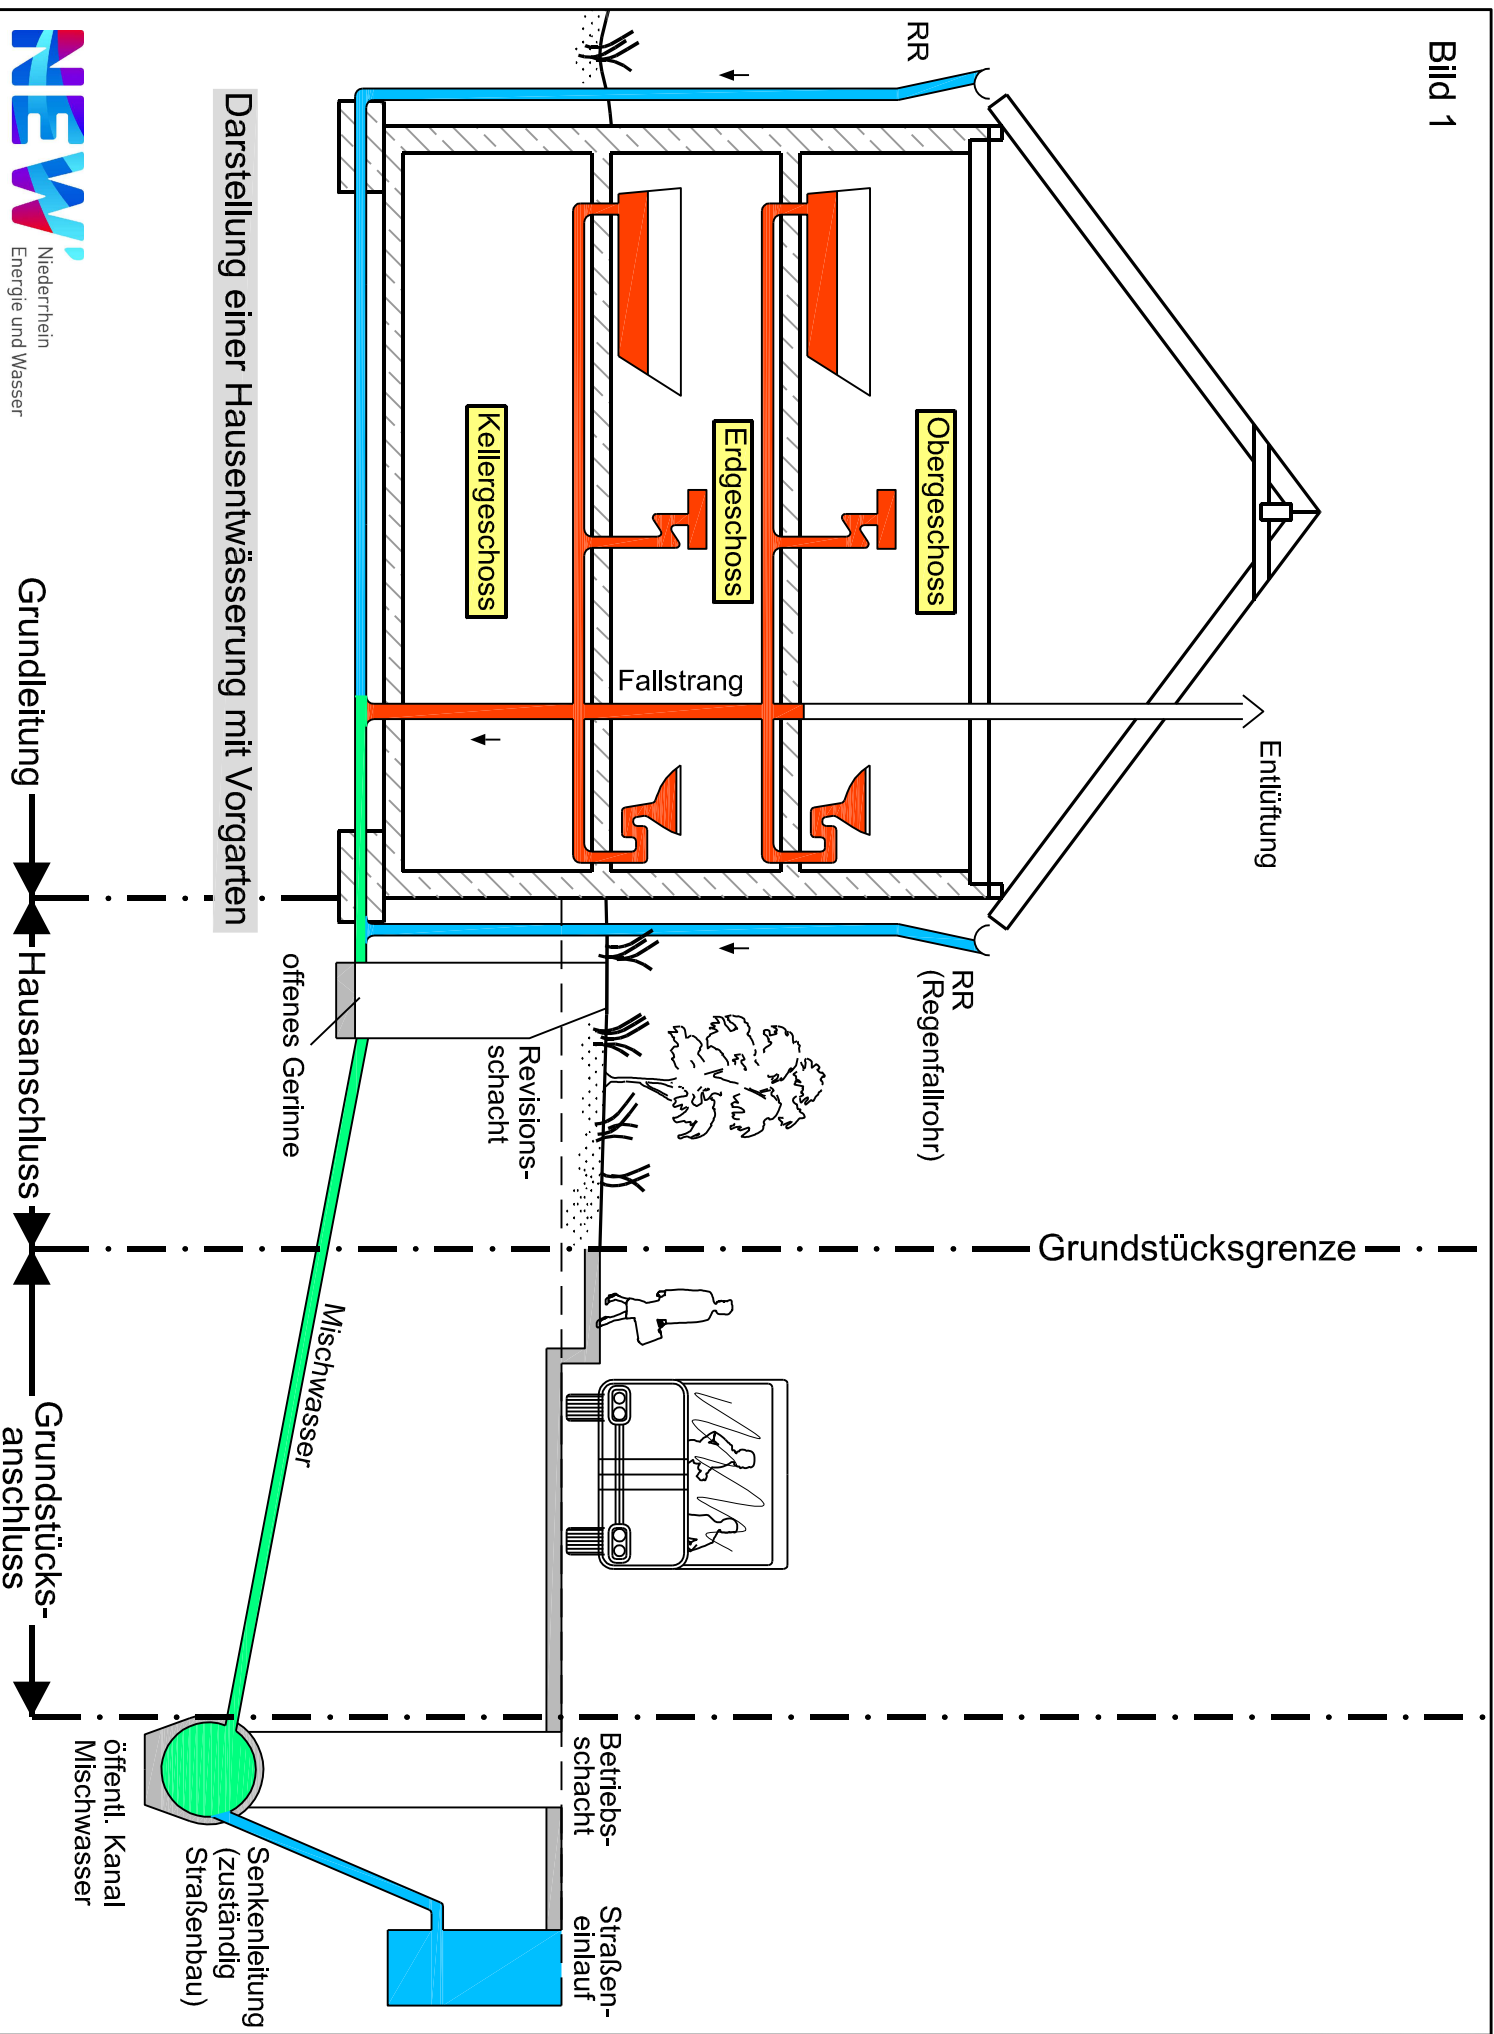 Bild 1
RR
Entlüftung
RR
(Regenfallrohr)
Grundstücksgrenze
Obergeschoss
Erdgeschoss
Fallstrang
Kellergeschoss
Revisions-
schacht
offenes Gerinne
Mischwasser
Betriebs-
schacht
Straßen-
einlauf
Senkenleitung
(zuständig
Straßenbau)
öffentl. Kanal
Mischwasser
Darstellung einer Hausentwässerung mit Vorgarten
Grundleitung
Hausanschluss
Grundstücks-
anschluss
NEW
Niederrhein
Energie und Wasser